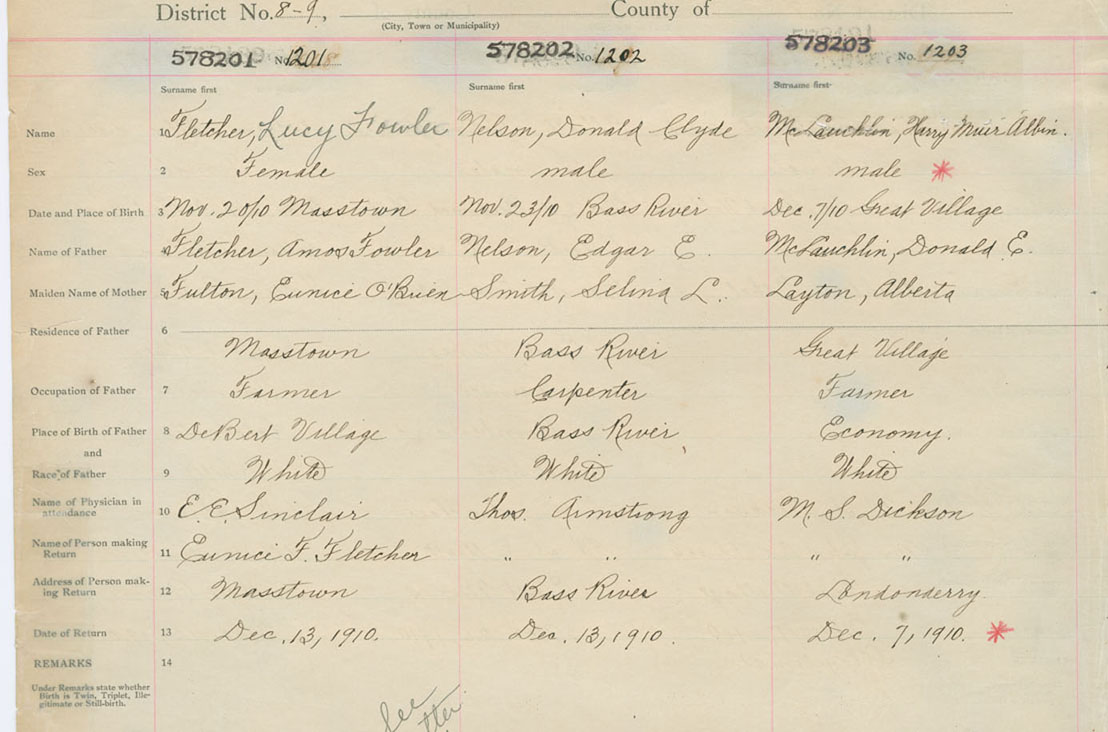 District No. 8-9, County of
(City, Town or Municipality)
578201 No. 1201 578202 No. 1202 578203 No. 1203
Surname first Surname first Surname first
Name 1 Fletcher, Lucy Fowler Nelson, Donald Clyde McLauchlin, Harry Muir Albin.
Sex 2 Female male male *
Date and Place of Birth 3 Nov. 20/10 Masstown Nov. 23/10 Bass River Dec. 7/10 Great Village
Name of Father 4 Fletcher, Amos Fowler Nelson, Edgar E. McLauchlin, Donald E.
Maiden Name of Mother 5 Fulton, Eunice O'Brien Smith, Selina L. Layton, Alberta
Residence of Father 6
Masstown Bass River Great Village
Occupation of Father 7 Farmer Carpenter Farmer
Place of Birth of Father 8 DeBert Village Bass River Economy.
and
Race of Father 9 White White White
Name of Physician in
attendance 10 E. E. Sinclair Thos. Armstrong M. S. Dickson
Name of Person making
Return 11 Eunice F. Fletcher " " " "
Address of Person mak-
ing Return 12 Masstown Bass River Londonderry.
Date of Return 13 Dec. 13, 1910. Dec. 13, 1910. Dec. 7, 1910. *
REMARKS 14
Under Remarks state whether
Birth is Twin, Triplet, Ille-
gitimate or Still-birth.
See